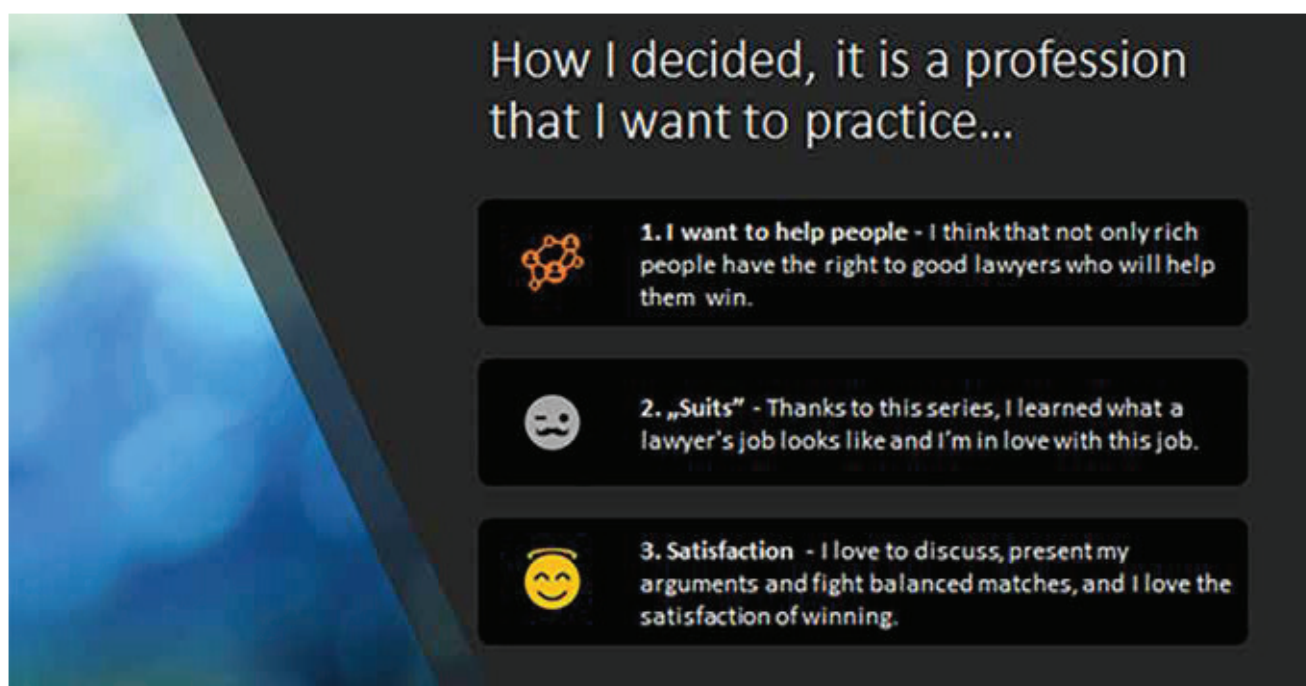 How I decided, it is a profession
that I want to practice...
1. I want to help people - I think that not only rich
people have the right to good lawyers who will help
them win.
2. „Suits” - Thanks to this series, I learned what a
lawyer's job looks like and I'm in love with this job.
3. Satisfaction - I love to discuss, present my
arguments and fight balanced matches, and I love the
satisfaction of winning.